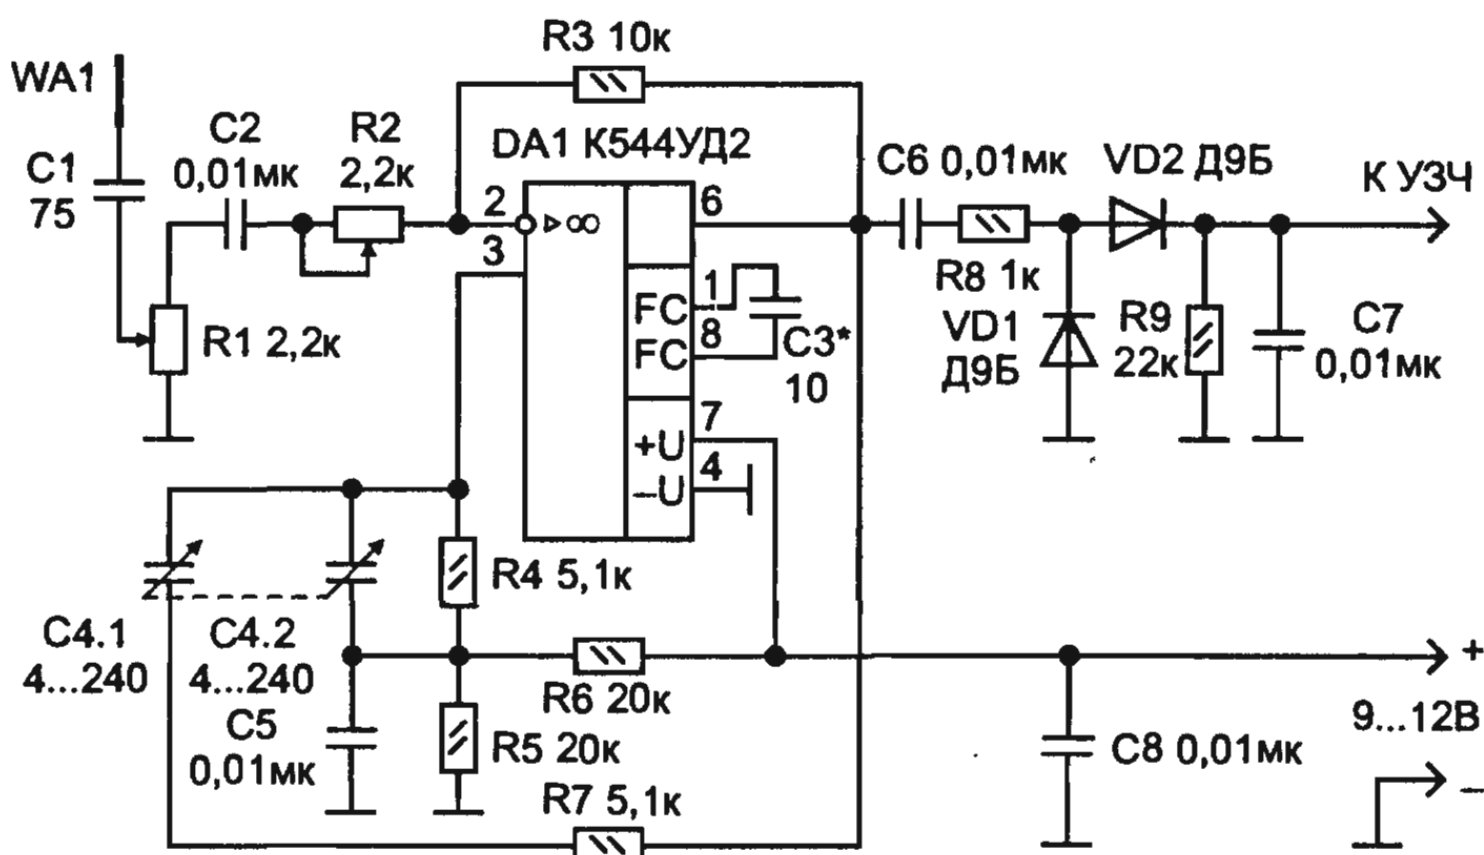 R3 10к
WA1
C2
0,01мк
R2
2,2к
DA1 К544УД2
C1
75
C6 0,01мк
VD2 Д9Б
К УЗЧ
2
3
▷∞
6
R1 2,2к
FC
1
FC
8
C3*
10
R8 1к
VD1
Д9Б
R9
22к
C7
0,01мк
+U
7
–U
4
R4 5,1к
C4.1
4...240
C4.2
4...240
R6 20к
C5
0,01мк
R5 20к
R7 5,1к
C8 0,01мк
+
9...12В
–